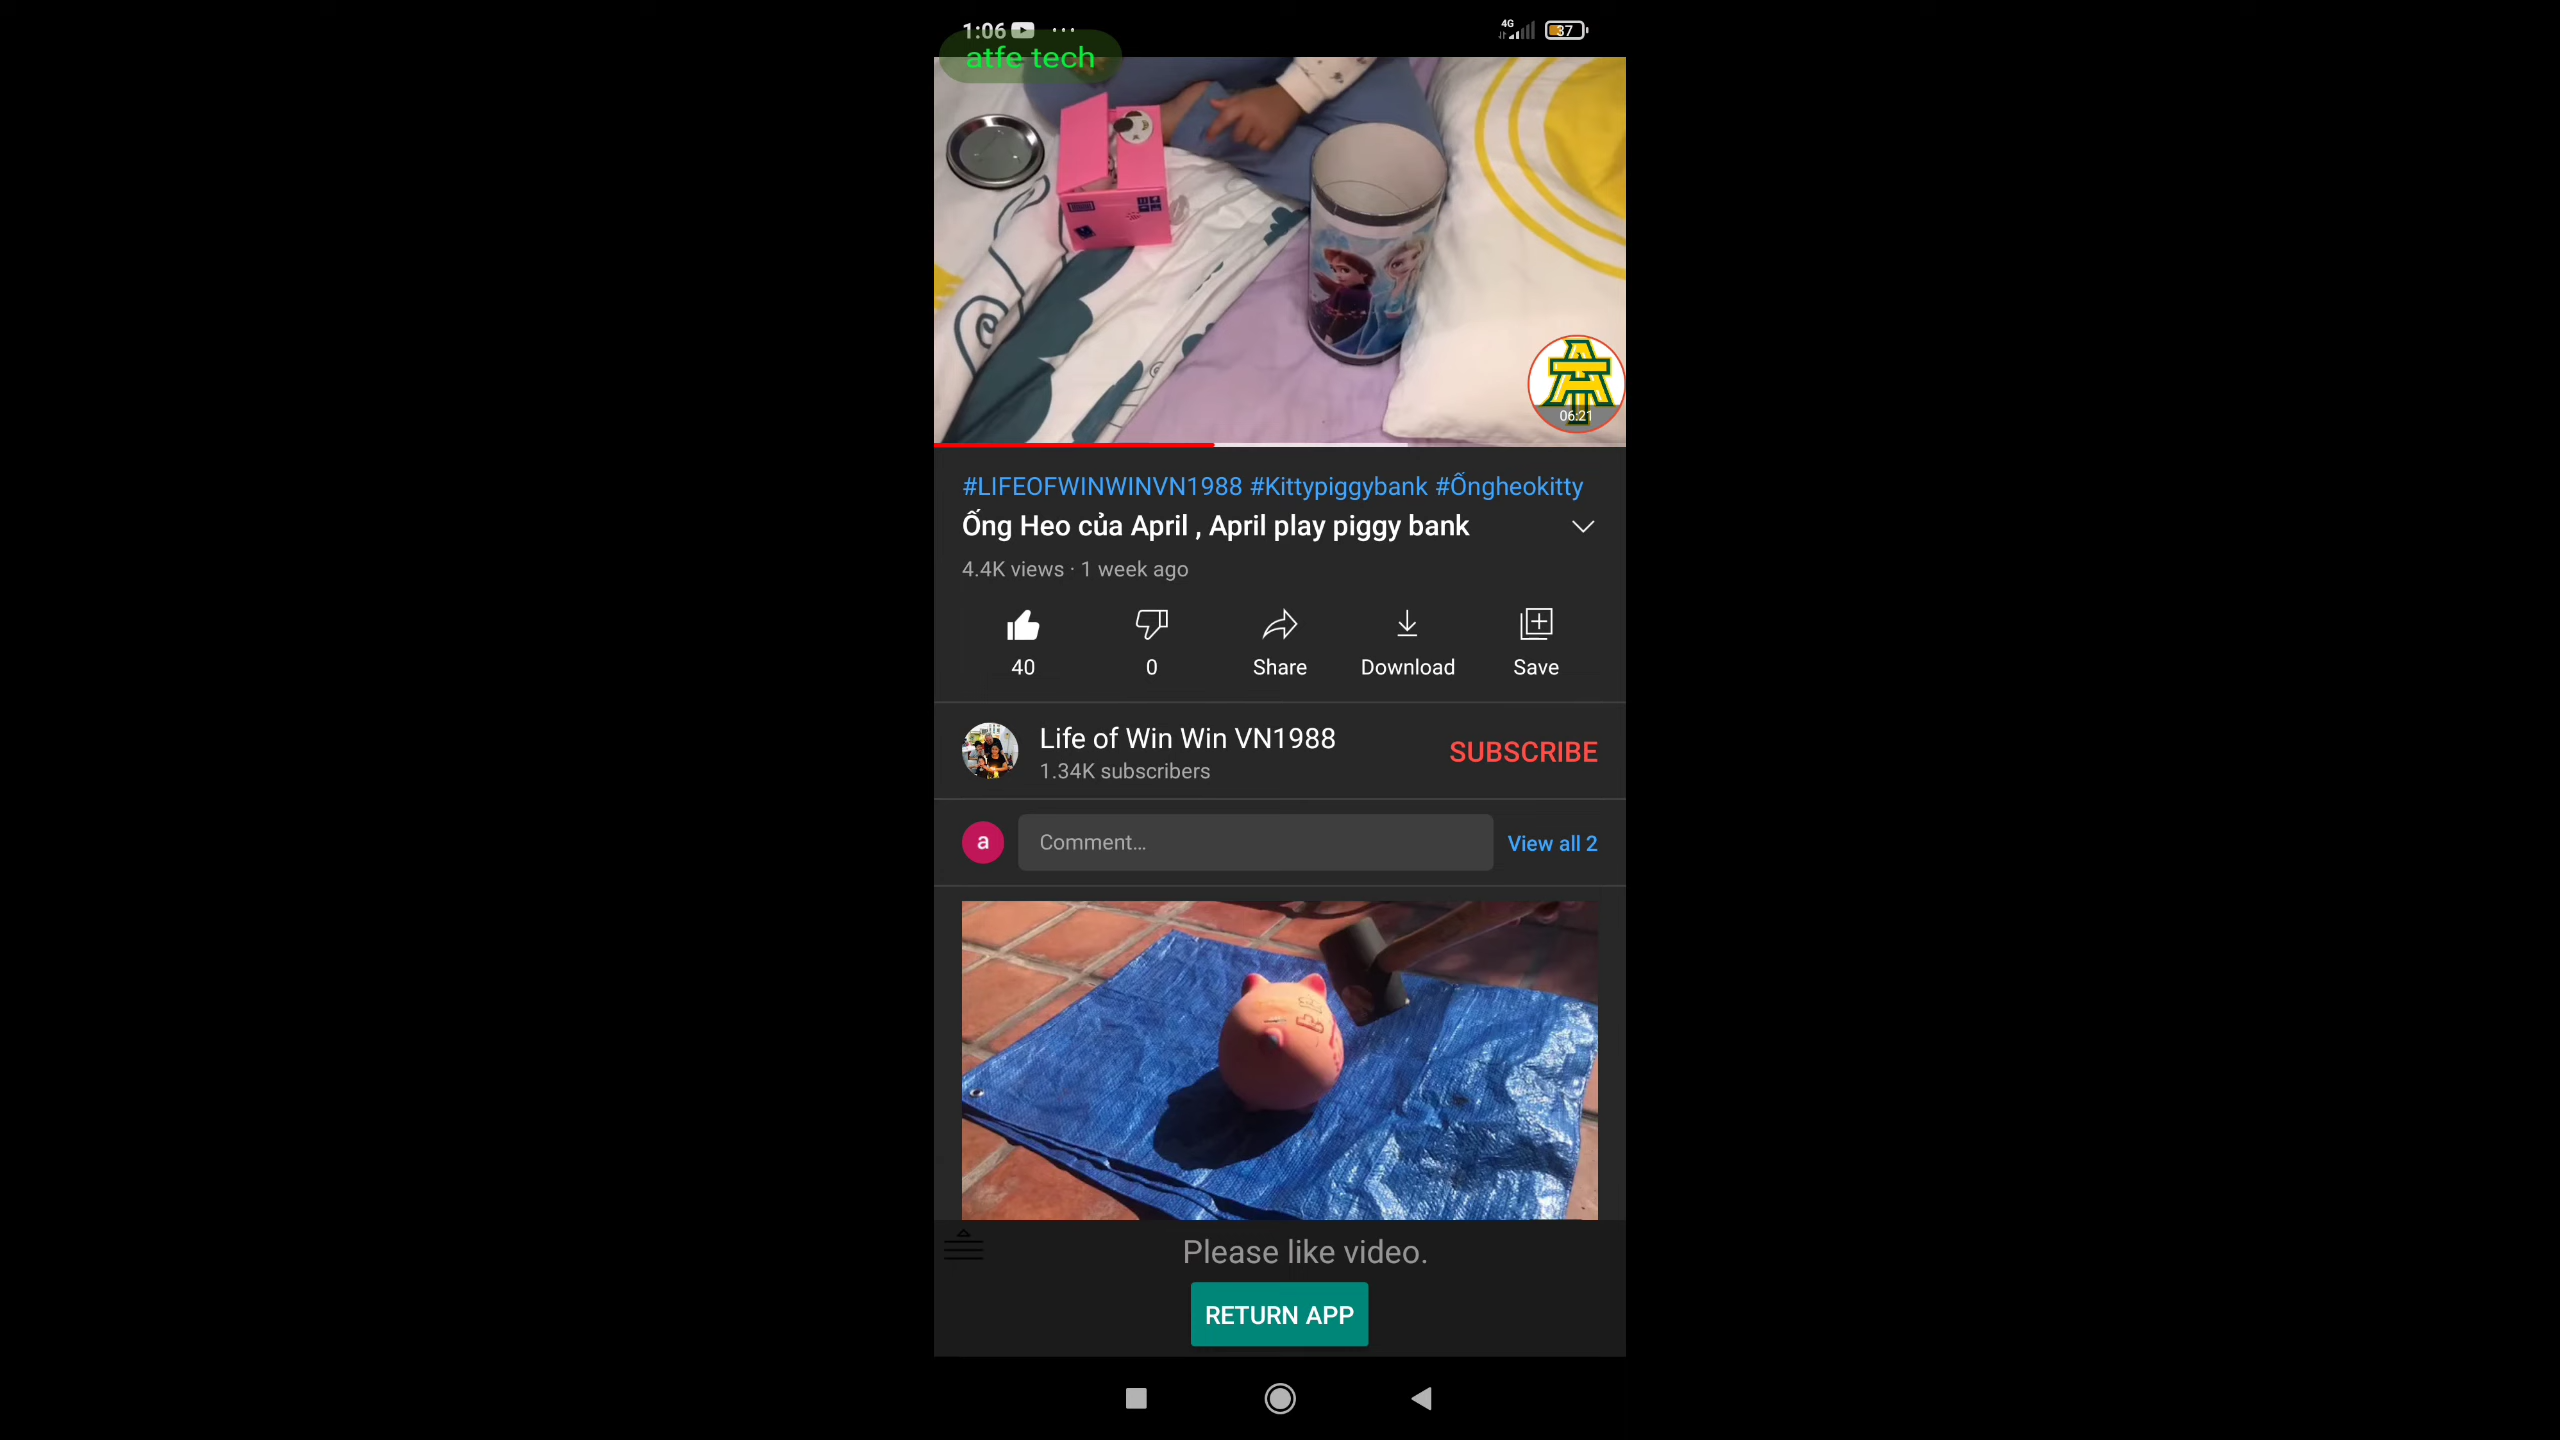 1:06
4G
37
atfe tech
06:21
#LIFEOFWINWINVN1988 #Kittypiggybank #Ốngheokitty
Ống Heo của April , April play piggy bank
4.4K views · 1 week ago
40
0
Share
Download
Save
Life of Win Win VN1988
1.34K subscribers
SUBSCRIBE
a
Comment...
View all 2
Please like video.
RETURN APP